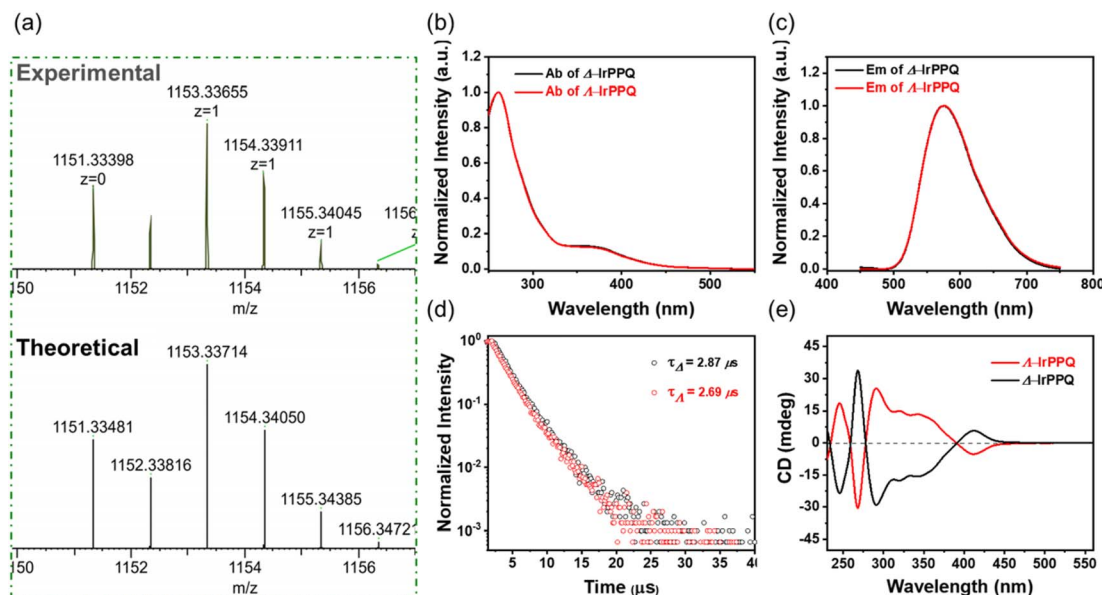 (a)
Experimental
1153.33655
z=1
1151.33398
z=0
1154.33911
z=1
1155.34045
z=1
1156
z
150 1152 1154 1156
m/z
Theoretical
1153.33714
1151.33481
1154.34050
1152.33816
1155.34385
1156.3472
150 1152 1154 1156
m/z
(b)
Normalized Intensity (a.u.)
1.2
1.0
0.8
0.6
0.4
0.2
0.0
Ab of Δ–IrPPQ
Ab of Λ–IrPPQ
300 400 500
Wavelength (nm)
(c)
Normalized Intensity (a.u.)
1.2
1.0
0.8
0.6
0.4
0.2
0.0
Em of Δ–IrPPQ
Em of Λ–IrPPQ
400 500 600 700 800
Wavelength (nm)
(d)
Normalized Intensity
10⁰
10⁻¹
10⁻²
10⁻³
τΔ = 2.87 μs
τΛ = 2.69 μs
5 10 15 20 25 30 35 40
Time (μs)
(e)
CD (mdeg)
45
30
15
0
-15
-30
-45
Λ–IrPPQ
Δ–IrPPQ
250 300 350 400 450 500 550
Wavelength (nm)